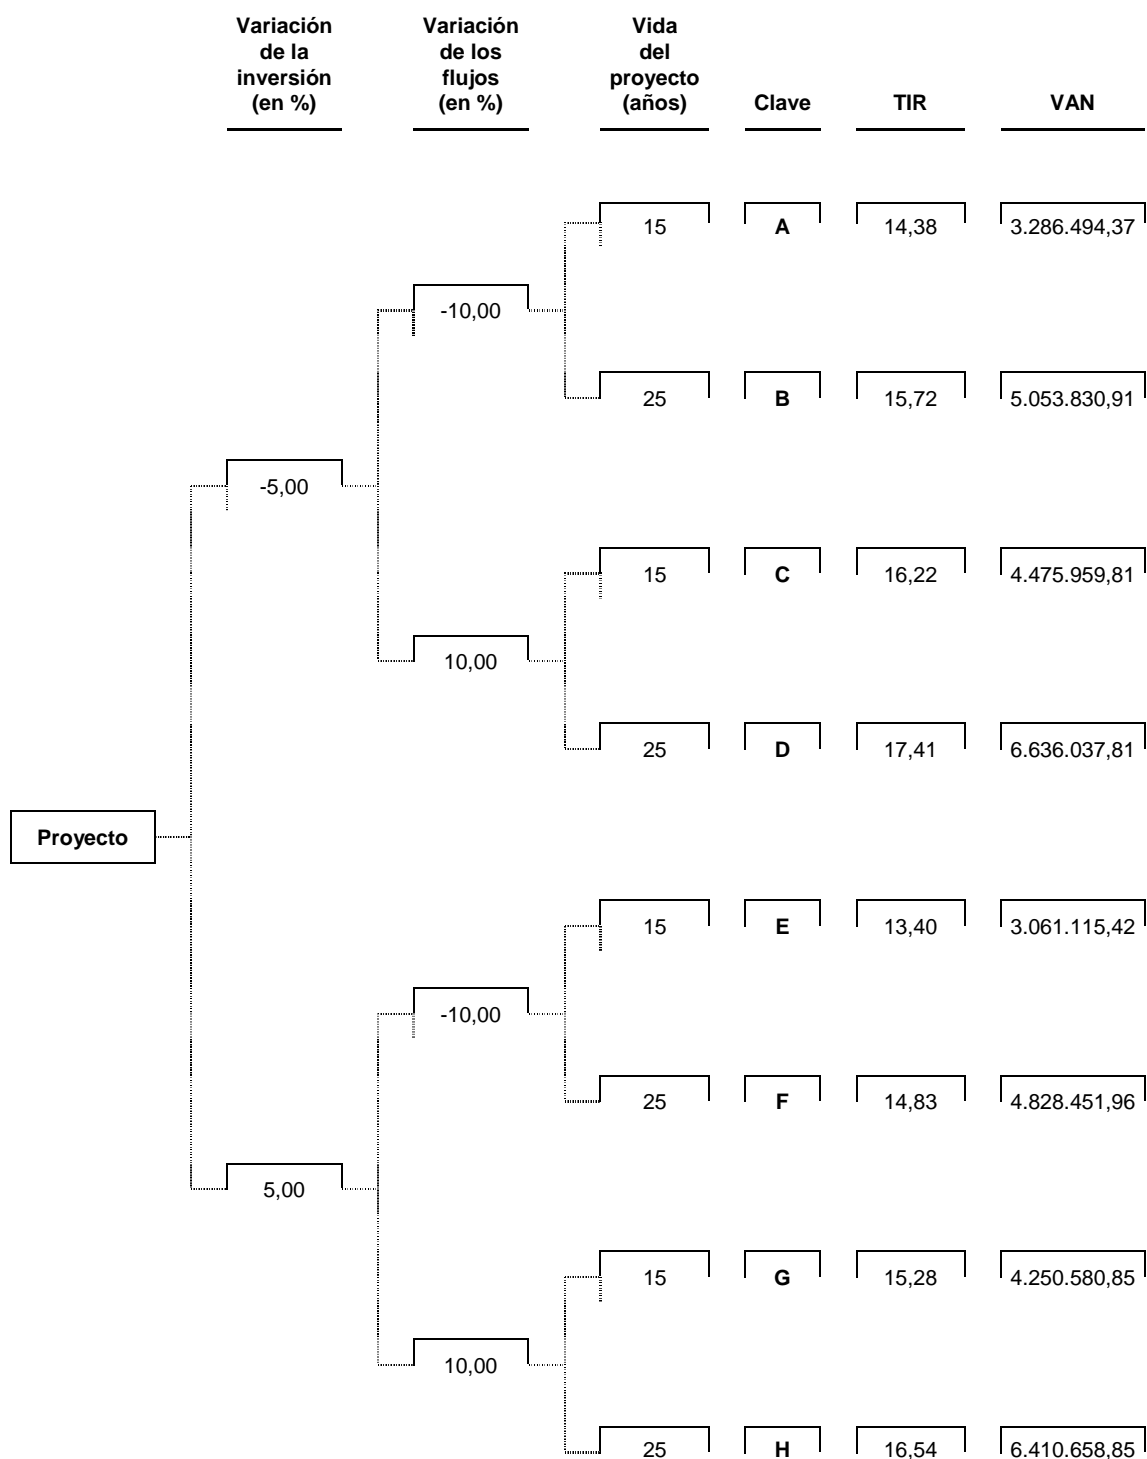 Variación
de la
inversión
(en %)
Variación
de los
flujos
(en %)
Vida
del
proyecto
(años)
Clave
TIR
VAN
15 A 14,38 3.286.494,37
-10,00
25 B 15,72 5.053.830,91
-5,00
15 C 16,22 4.475.959,81
10,00
25 D 17,41 6.636.037,81
Proyecto
15 E 13,40 3.061.115,42
-10,00
25 F 14,83 4.828.451,96
5,00
15 G 15,28 4.250.580,85
10,00
25 H 16,54 6.410.658,85